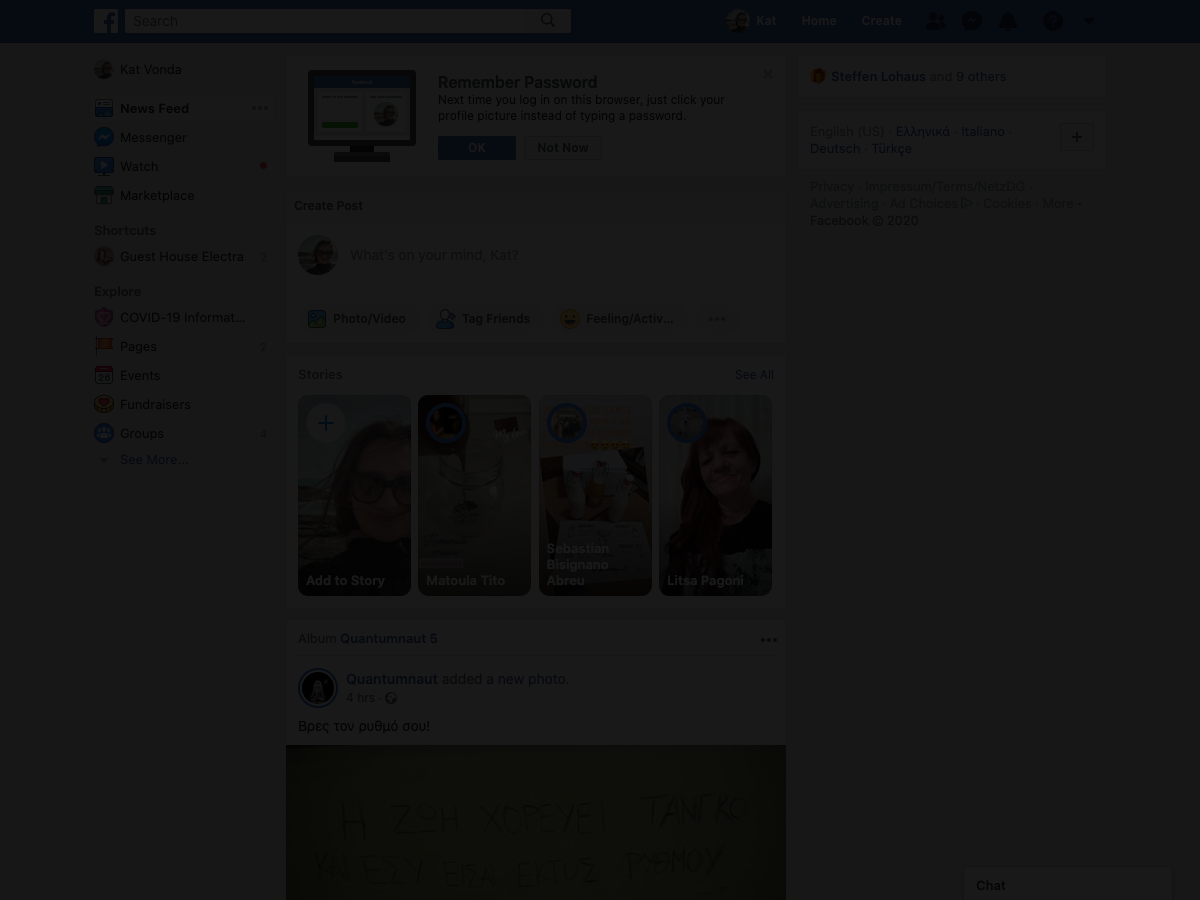 Search
Kat
Home
Create
Kat Vonda
News Feed
Messenger
Watch
Marketplace
Shortcuts
Guest House Electra
Explore
COVID-19 Informat...
Pages 2
Events
Fundraisers
Groups 4
See More...
Remember Password
Next time you log in on this browser, just click your
profile picture instead of typing a password.
OK
Not Now
Create Post
What's on your mind, Kat?
Photo/Video
Tag Friends
Feeling/Activ...
Stories
See All
Add to Story
Matoula Tito
Sebastian
Bisignano
Abreu
Litsa Pagoni
Album Quantumnaut 5
Quantumnaut added a new photo.
4 hrs ·
Βρες τον ρυθμό σου!
Η ΖΩΗ ΧΟΡΕΥΕΙ ΤΑΝΓΚΟ
ΚΑΙ ΕΣΥ ΕΙΣΑΙ ΕΚΤΟΣ ΡΥΘΜΟΥ
Steffen Lohaus and 9 others
English (US) · Ελληνικά · Italiano ·
Deutsch · Türkçe
Privacy · Impressum/Terms/NetzDG ·
Advertising · Ad Choices · Cookies · More
Facebook © 2020
Chat